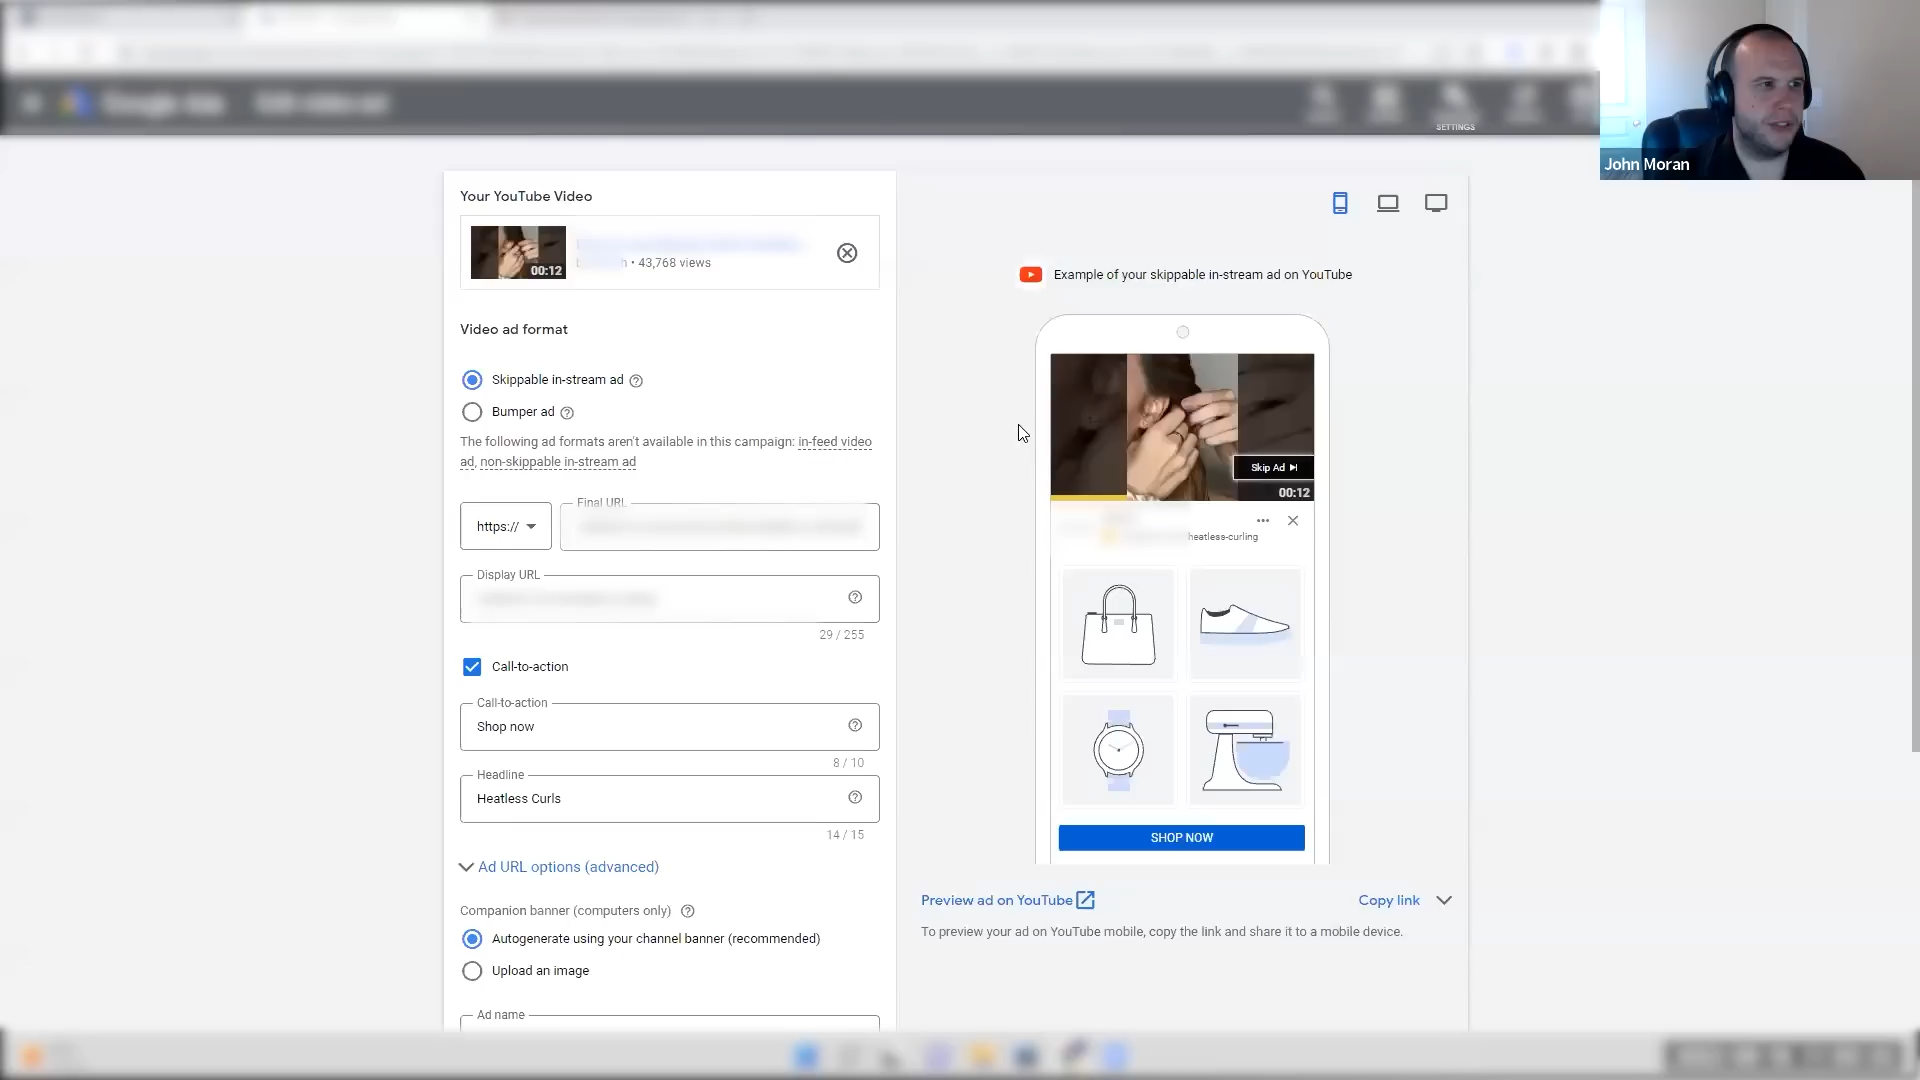 SETTINGS
John Moran
Your YouTube Video
00:12
• 43,768 views
Video ad format
Skippable in-stream ad
Bumper ad
The following ad formats aren't available in this campaign: in-feed video
ad, non-skippable in-stream ad
Final URL
https://
Display URL
29 / 255
Call-to-action
Call-to-action
Shop now
8 / 10
Headline
Heatless Curls
14 / 15
Ad URL options (advanced)
Companion banner (computers only)
Autogenerate using your channel banner (recommended)
Upload an image
Ad name
Example of your skippable in-stream ad on YouTube
Skip Ad
00:12
heatless-curling
SHOP NOW
Preview ad on YouTube
Copy link
To preview your ad on YouTube mobile, copy the link and share it to a mobile device.